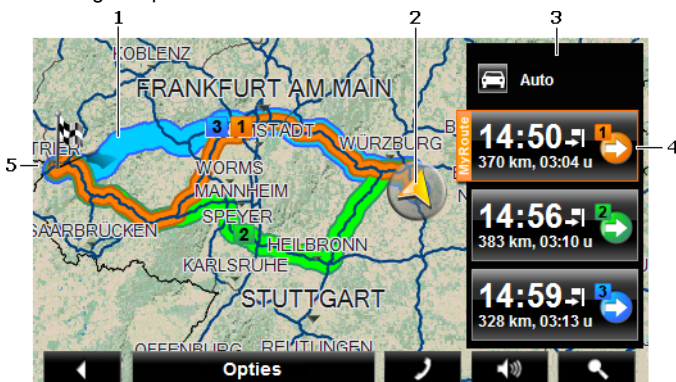 1
2
3
KOBLENZ
FRANKFURT AM MAIN
Auto
3
1
STADT
WÜRZBURG
TRIER
5
MyRoute
14:50
1
370 km, 03:04 u
4
WORMS
MANNHEIM
14:56
2
383 km, 03:10 u
SPEYER
SAARBRÜCKEN
2
HEILBRONN
KARLSRUHE
14:59
3
328 km, 03:13 u
STUTTGART
OFFENBURG
REUTLINGEN
Opties